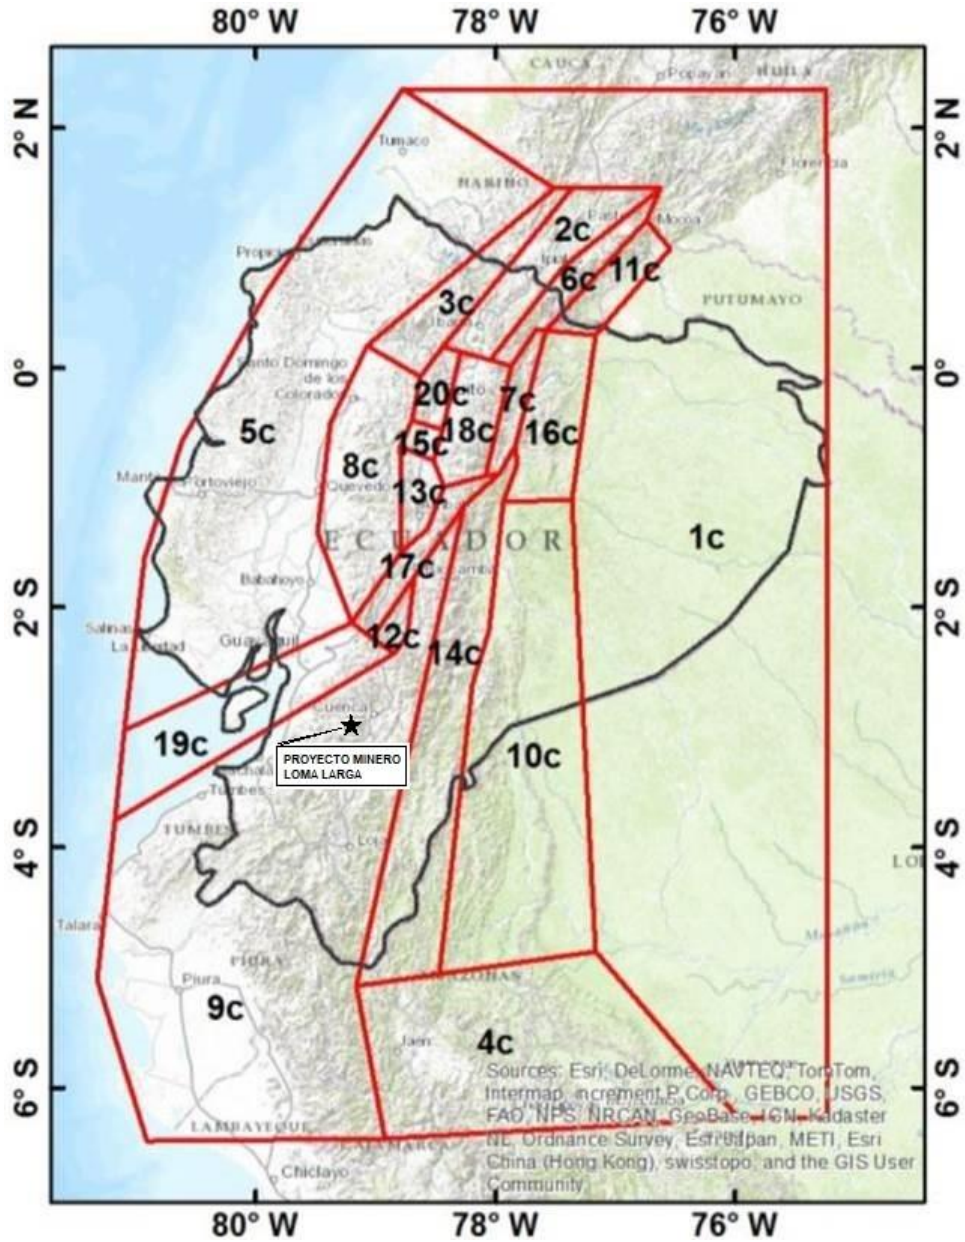 80° W
78° W
76° W
CAUCA
Popayan
HUILA
2° N
2° N
Tumaco
Florencia
NARIÑO
Mocoa
2c
11c
6c
PUTUMAYO
3c
0°
0°
Santo Domingo
de los
Colorados
20c
7c
5c
18c
16c
15c
8c
Manta
Portoviejo
Quevedo
13c
ECUADOR
1c
17c
Babahoyo
2° S
2° S
Salinas
La Libertad
Guayaquil
12c
14c
Cuenca
19c
10c
PROYECTO MINERO
LOMA LARGA
Tumbes
TUMBES
4° S
4° S
Talara
PIURA
AMAZONAS
Piura
9c
4c
Jaen
Sources: Esri, DeLorme, NAVTEQ, TomTom,
Intermap, increment P Corp., GEBCO, USGS,
FAO, NPS, NRCAN, GeoBase, IGN, Kadaster
NL, Ordnance Survey, Esri Japan, METI, Esri
China (Hong Kong), swisstopo, and the GIS User
Community
6° S
6° S
LAMBAYEQUE
CAJAMARCA
Chiclayo
80° W
78° W
76° W